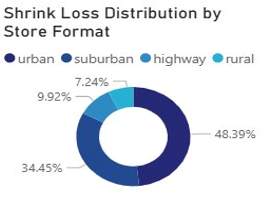 Shrink Loss Distribution by
Store Format
urban suburban highway rural
7.24%
9.92%
48.39%
34.45%